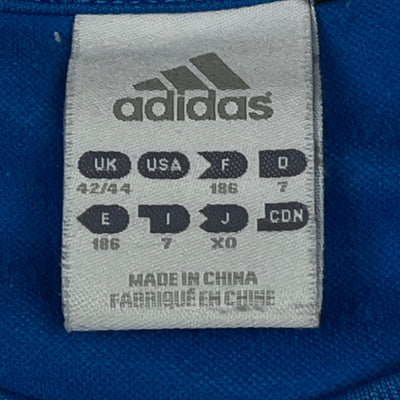 adidas
UK USA F D
42/44 186 7
E I J CDN
186 7 XO
MADE IN CHINA
FABRIQUÉ EN CHINE